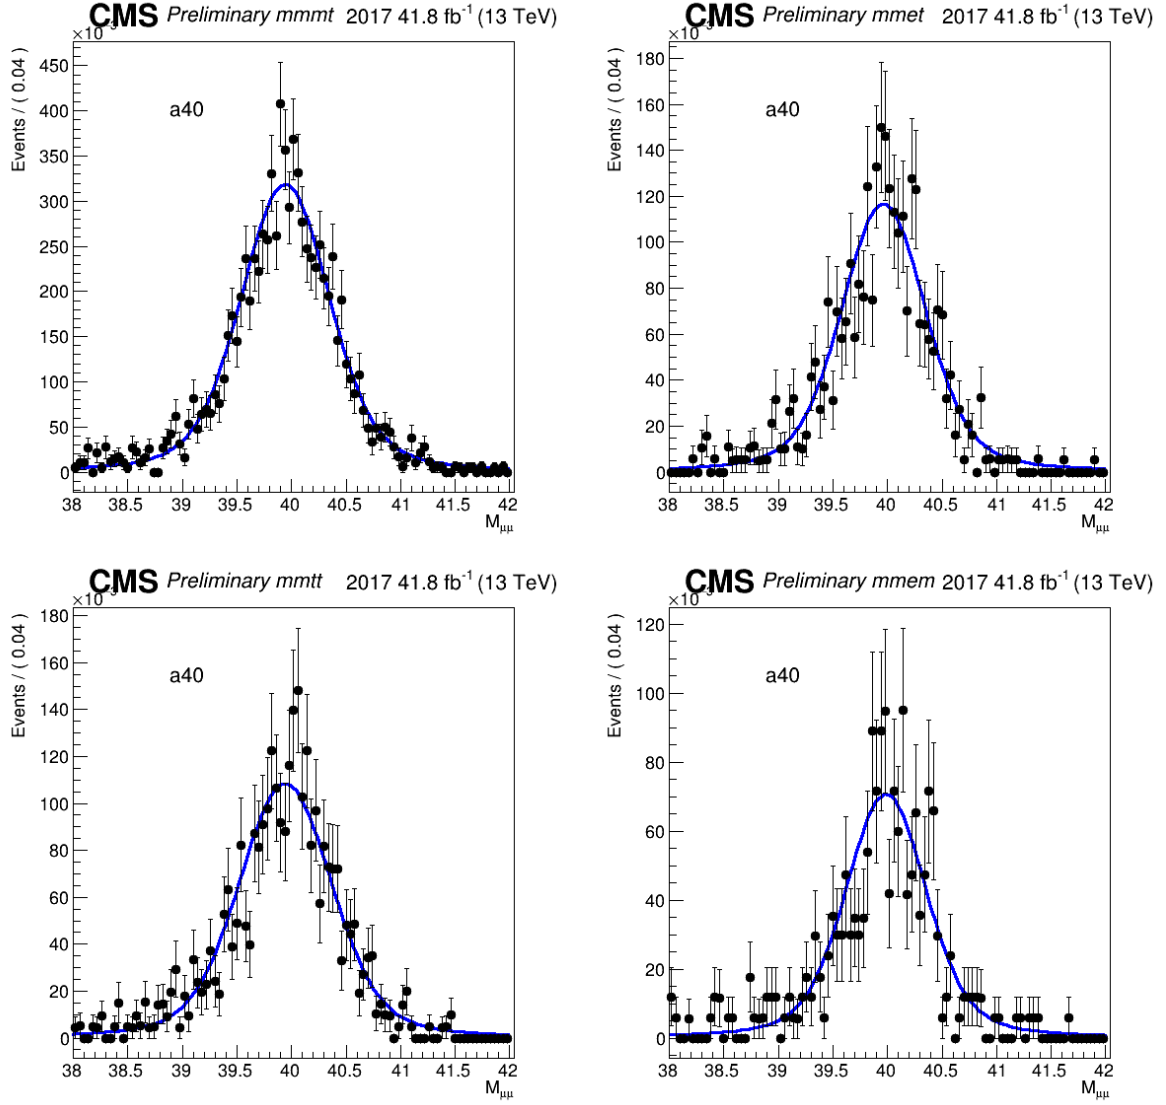 CMS Preliminary mmmt 2017 41.8 fb⁻¹ (13 TeV)
×10⁻³
Events / ( 0.04 )
a40
450
400
350
300
250
200
150
100
50
0
38 38.5 39 39.5 40 40.5 41 41.5 42
Mμμ
CMS Preliminary mmet 2017 41.8 fb⁻¹ (13 TeV)
×10⁻³
Events / ( 0.04 )
a40
180
160
140
120
100
80
60
40
20
0
38 38.5 39 39.5 40 40.5 41 41.5 42
Mμμ
CMS Preliminary mmtt 2017 41.8 fb⁻¹ (13 TeV)
×10⁻³
Events / ( 0.04 )
a40
180
160
140
120
100
80
60
40
20
0
38 38.5 39 39.5 40 40.5 41 41.5 42
Mμμ
CMS Preliminary mmem 2017 41.8 fb⁻¹ (13 TeV)
×10⁻³
Events / ( 0.04 )
a40
120
100
80
60
40
20
0
38 38.5 39 39.5 40 40.5 41 41.5 42
Mμμ